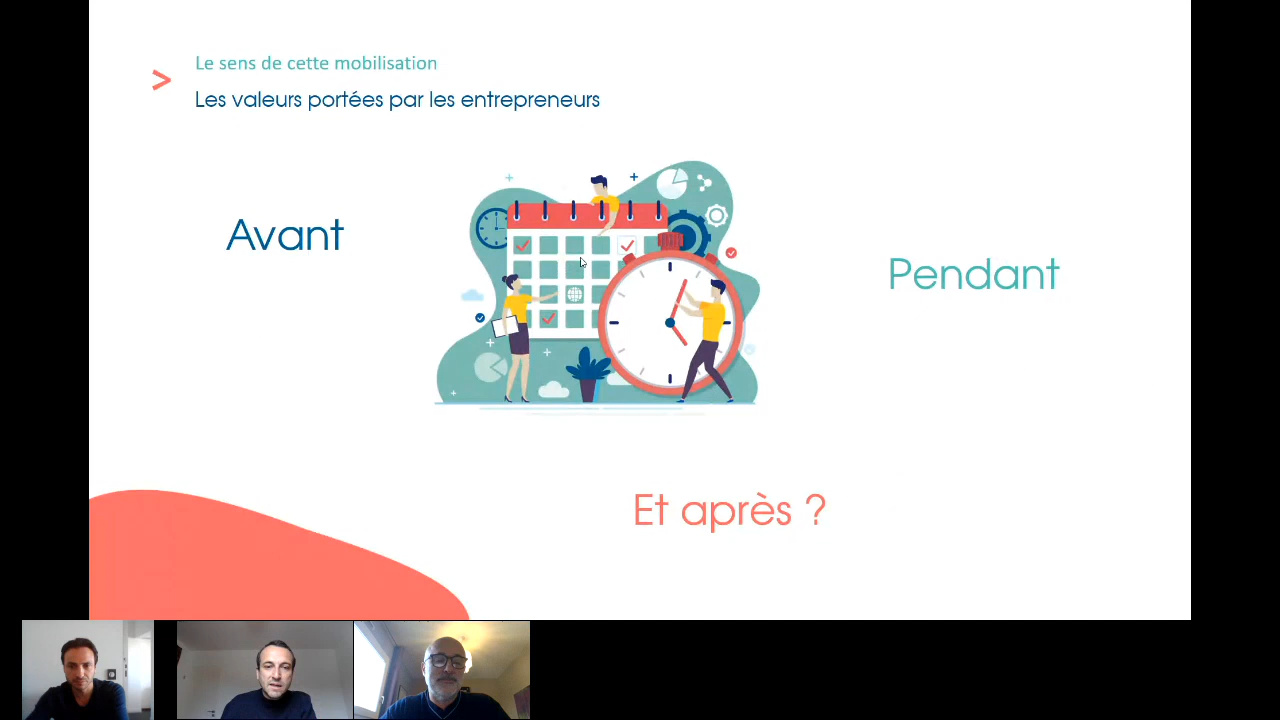 Le sens de cette mobilisation
>
Les valeurs portées par les entrepreneurs
Avant
Pendant
Et après ?